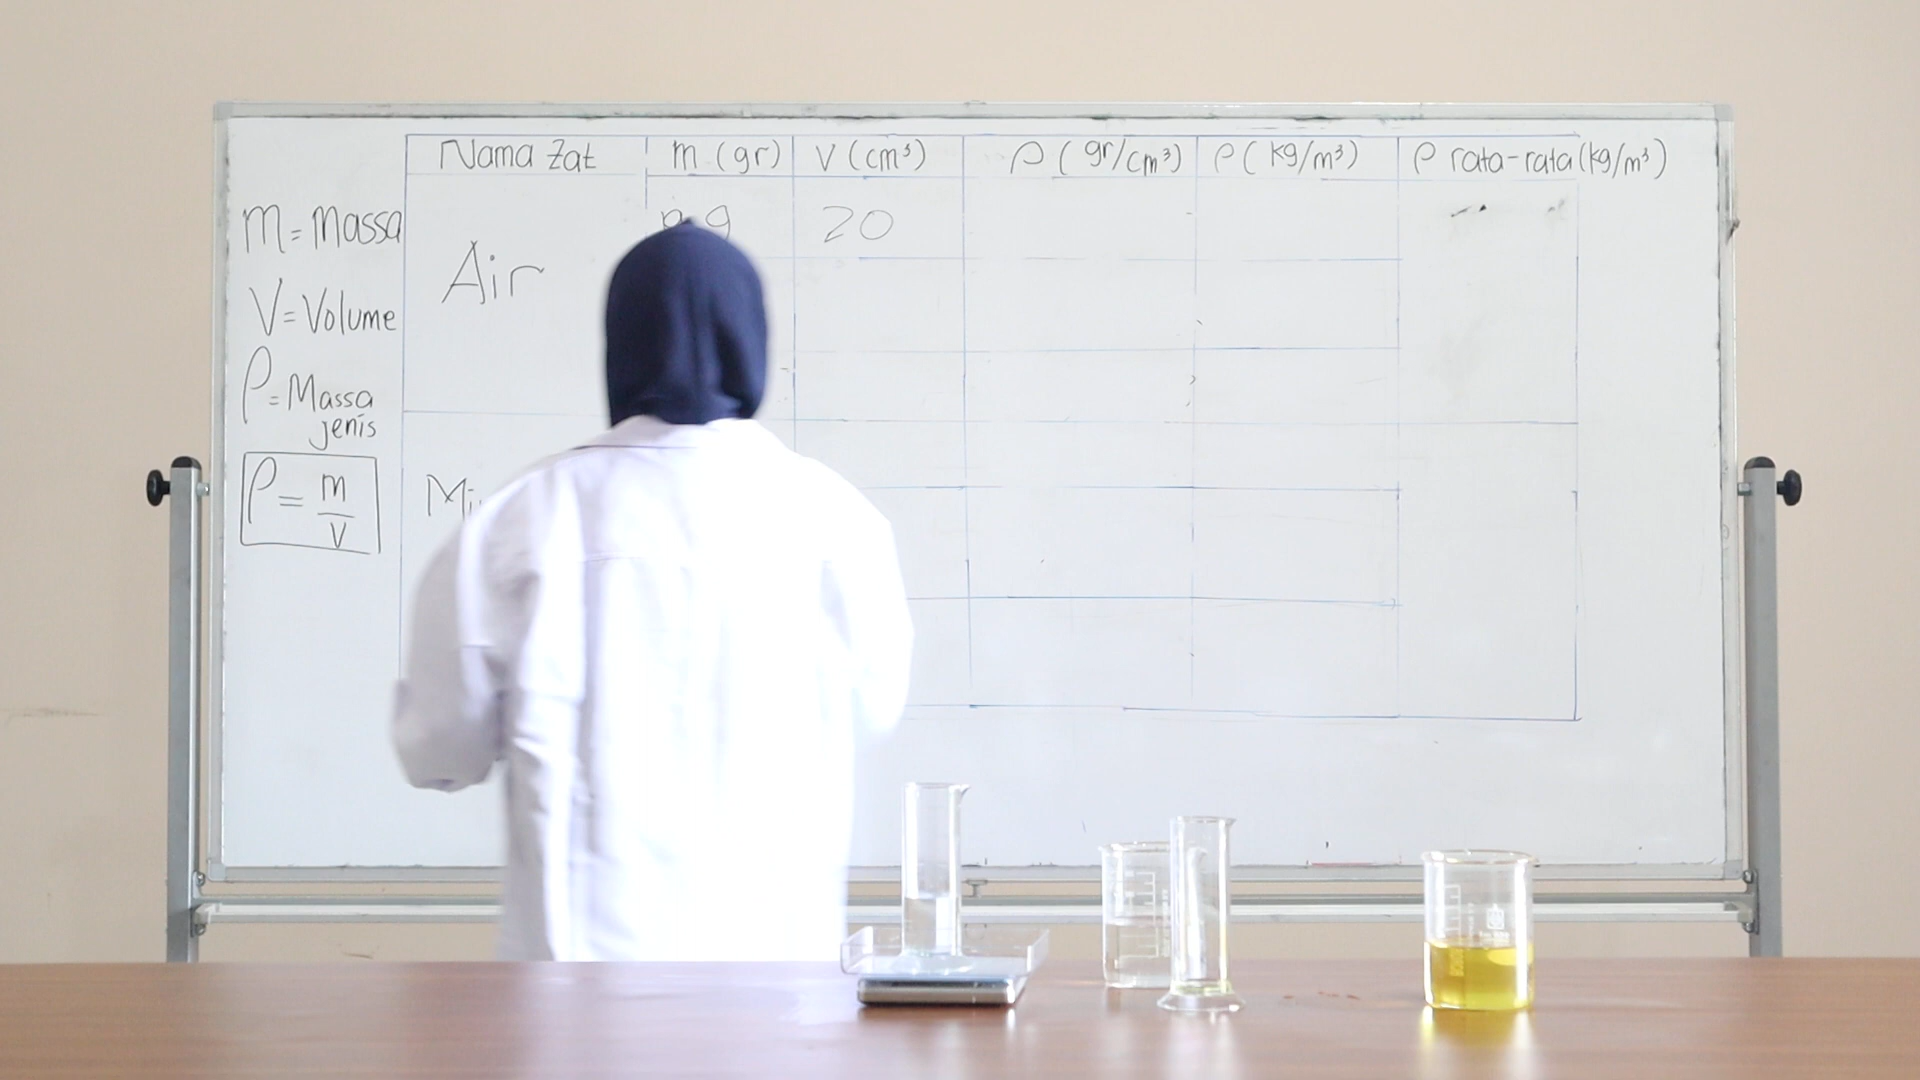 Nama Zat m (gr) V (cm³) ρ (gr/cm³) ρ (kg/m³) ρ rata-rata (kg/m³)
m = Massa
V = Volume
ρ = Massa
jenis
ρ = m/V
Air 20